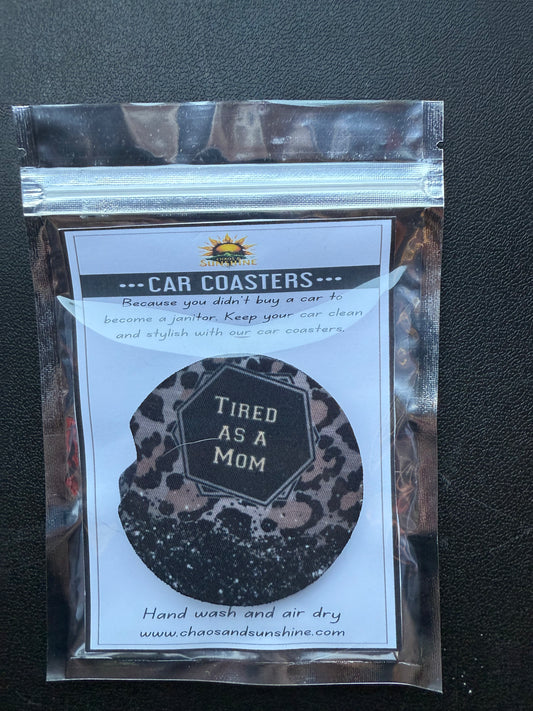 CHAOS &
SUNSHINE
••• CAR COASTERS •••
Because you didn't buy a car to
become a janitor. Keep your car clean
and stylish with our car coasters.
TIRED
AS A
MOM
Hand wash and air dry
www.chaosandsunshine.com